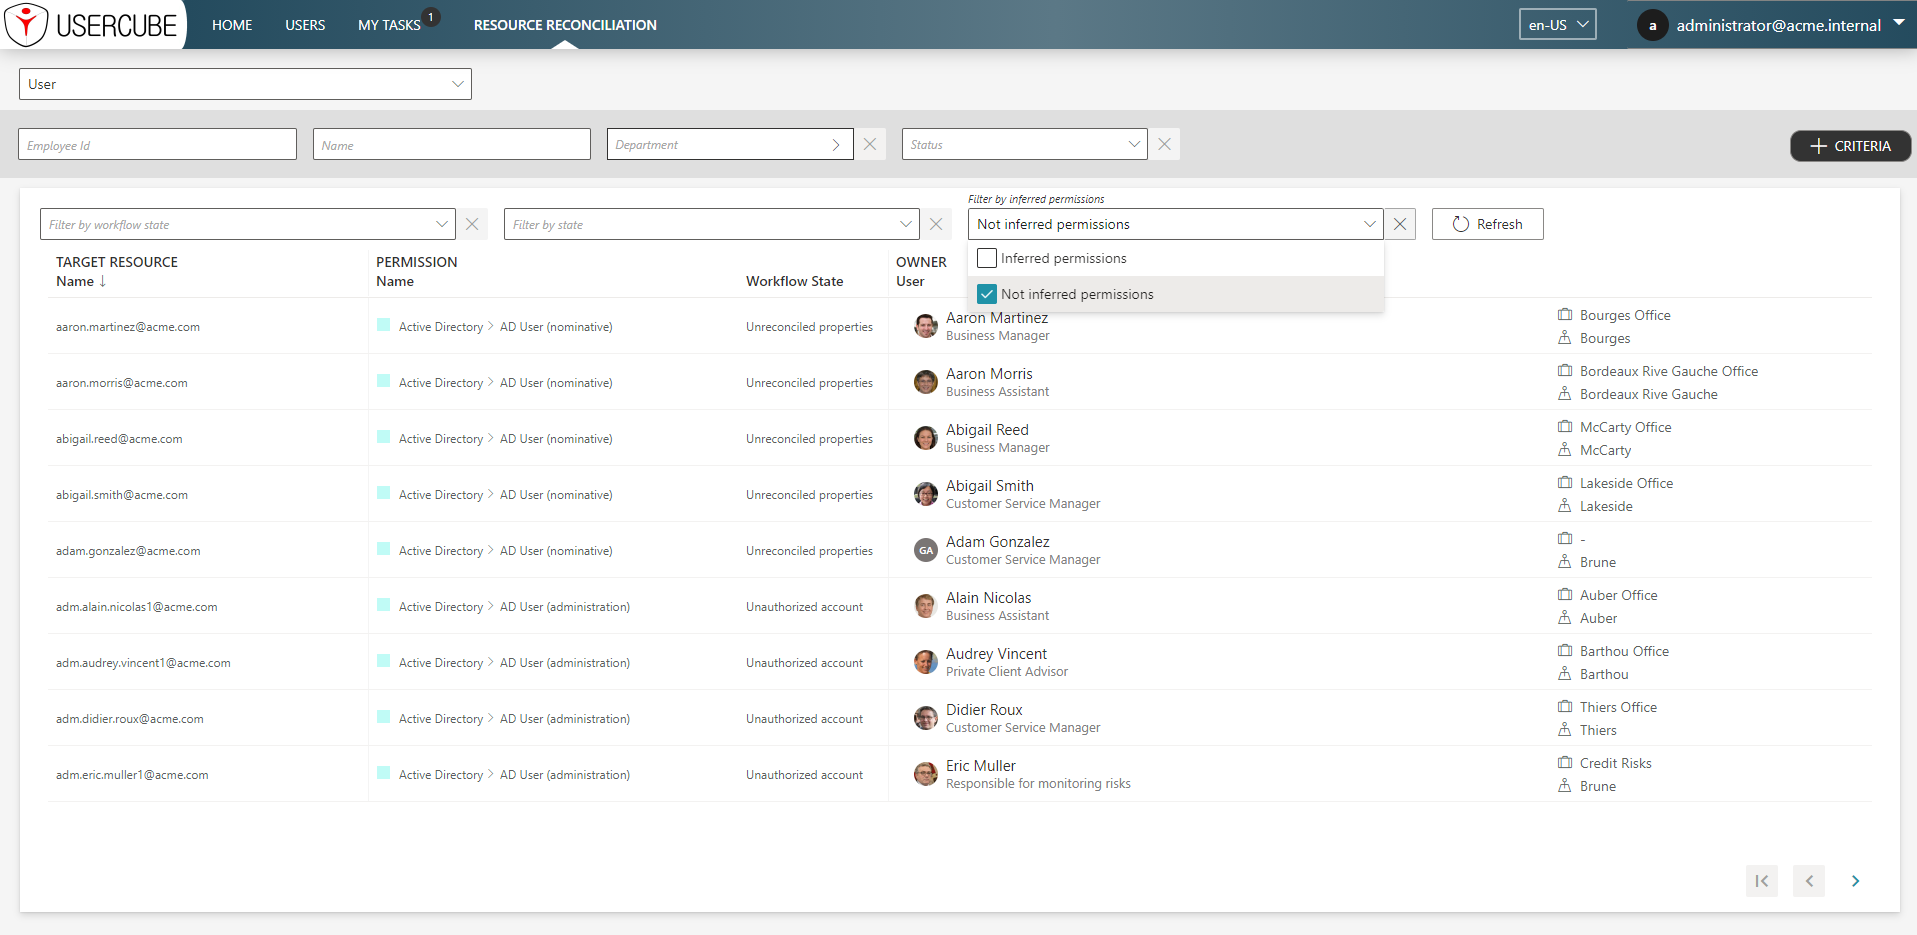 USERCUBE HOME USERS MY TASKS 1 RESOURCE RECONCILIATION en-US a administrator@acme.internal
User
Employee Id Name Department Status CRITERIA
Filter by inferred permissions
Filter by workflow state Filter by state Not inferred permissions Refresh
Inferred permissions
Not inferred permissions
TARGET RESOURCE PERMISSION OWNER
Name ↓ Name Workflow State User
aaron.martinez@acme.com Active Directory > AD User (nominative) Unreconciled properties Aaron Martinez Bourges Office
Business Manager Bourges
aaron.morris@acme.com Active Directory > AD User (nominative) Unreconciled properties Aaron Morris Bordeaux Rive Gauche Office
Business Assistant Bordeaux Rive Gauche
abigail.reed@acme.com Active Directory > AD User (nominative) Unreconciled properties Abigail Reed McCarty Office
Business Manager McCarty
abigail.smith@acme.com Active Directory > AD User (nominative) Unreconciled properties Abigail Smith Lakeside Office
Customer Service Manager Lakeside
adam.gonzalez@acme.com Active Directory > AD User (nominative) Unreconciled properties GA Adam Gonzalez -
Customer Service Manager Brune
adm.alain.nicolas1@acme.com Active Directory > AD User (administration) Unauthorized account Alain Nicolas Auber Office
Business Assistant Auber
adm.audrey.vincent1@acme.com Active Directory > AD User (administration) Unauthorized account Audrey Vincent Barthou Office
Private Client Advisor Barthou
adm.didier.roux@acme.com Active Directory > AD User (administration) Unauthorized account Didier Roux Thiers Office
Customer Service Manager Thiers
adm.eric.muller1@acme.com Active Directory > AD User (administration) Unauthorized account Eric Muller Credit Risks
Responsible for monitoring risks Brune